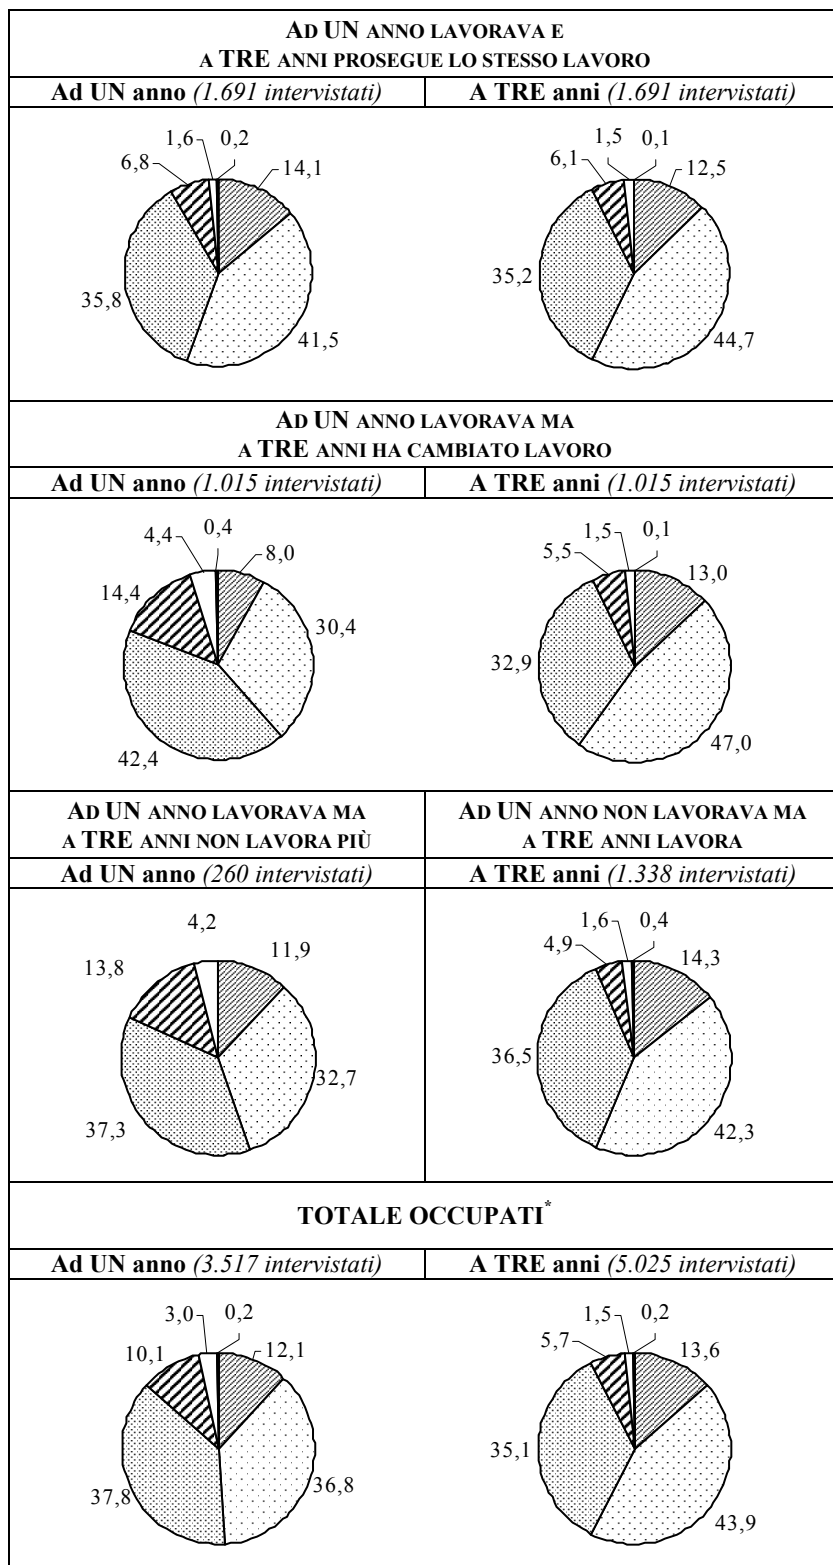 AD UN ANNO LAVORAVA E
A TRE ANNI PROSEGUE LO STESSO LAVORO
Ad UN anno (1.691 intervistati)
A TRE anni (1.691 intervistati)
1,6 0,2
6,8 14,1
35,8
41,5
1,5 0,1
6,1 12,5
35,2
44,7
AD UN ANNO LAVORAVA MA
A TRE ANNI HA CAMBIATO LAVORO
Ad UN anno (1.015 intervistati)
A TRE anni (1.015 intervistati)
4,4 0,4
8,0
14,4
30,4
42,4
1,5 0,1
5,5 13,0
32,9
47,0
AD UN ANNO LAVORAVA MA
A TRE ANNI NON LAVORA PIÙ
Ad UN anno (260 intervistati)
4,2
13,8 11,9
32,7
37,3
AD UN ANNO NON LAVORAVA MA
A TRE ANNI LAVORA
A TRE anni (1.338 intervistati)
1,6 0,4
4,9 14,3
36,5
42,3
TOTALE OCCUPATI*
Ad UN anno (3.517 intervistati)
A TRE anni (5.025 intervistati)
3,0 0,2
10,1 12,1
37,8 36,8
1,5 0,2
5,7 13,6
35,1
43,9